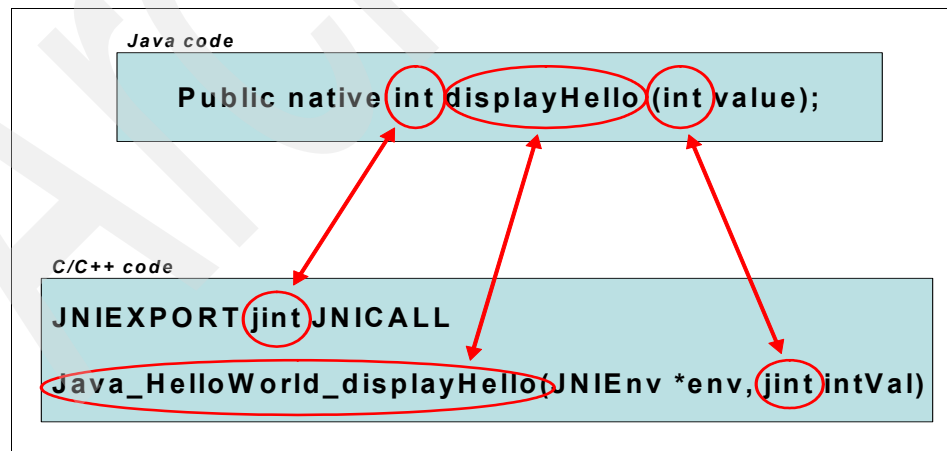 Java code
Public native int displayHello (int value);
C/C++ code
JNIEXPORT jint JNICALL
Java_HelloWorld_displayHello(JNIEnv *env, jint intVal)